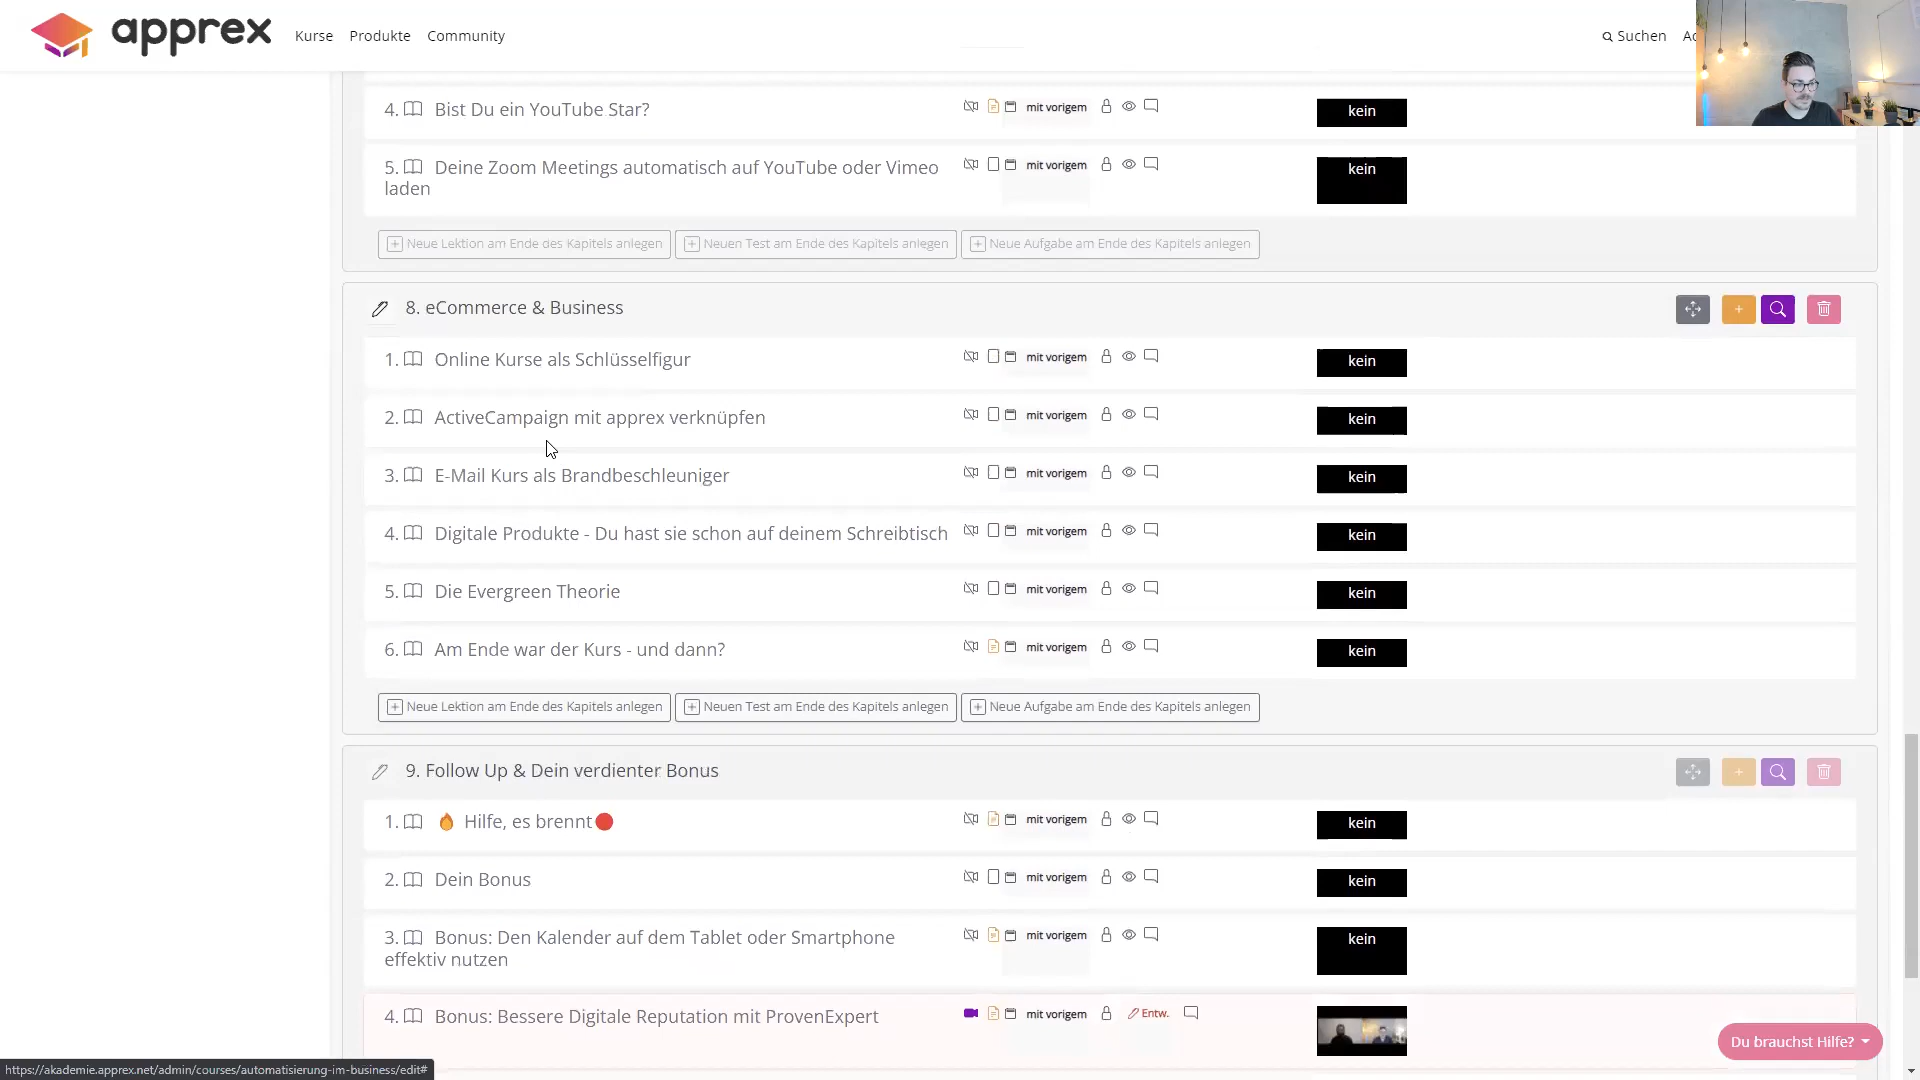 apprex
Kurse Produkte Community
Suchen
4. Bist Du ein YouTube Star?
mit vorigem
kein
5. Deine Zoom Meetings automatisch auf YouTube oder Vimeo
laden
mit vorigem
kein
Neue Lektion am Ende des Kapitels anlegen
Neuen Test am Ende des Kapitels anlegen
Neue Aufgabe am Ende des Kapitels anlegen
8. eCommerce & Business
1. Online Kurse als Schlüsselfigur
mit vorigem
kein
2. ActiveCampaign mit apprex verknüpfen
mit vorigem
kein
3. E-Mail Kurs als Brandbeschleuniger
mit vorigem
kein
4. Digitale Produkte - Du hast sie schon auf deinem Schreibtisch
mit vorigem
kein
5. Die Evergreen Theorie
mit vorigem
kein
6. Am Ende war der Kurs - und dann?
mit vorigem
kein
Neue Lektion am Ende des Kapitels anlegen
Neuen Test am Ende des Kapitels anlegen
Neue Aufgabe am Ende des Kapitels anlegen
9. Follow Up & Dein verdienter Bonus
1. 🔥 Hilfe, es brennt🔴
mit vorigem
kein
2. Dein Bonus
mit vorigem
kein
3. Bonus: Den Kalender auf dem Tablet oder Smartphone
effektiv nutzen
mit vorigem
kein
4. Bonus: Bessere Digitale Reputation mit ProvenExpert
mit vorigem
Entw.
Du brauchst Hilfe?
https://akademie.apprex.net/admin/courses/automatisierung-im-business/edit#